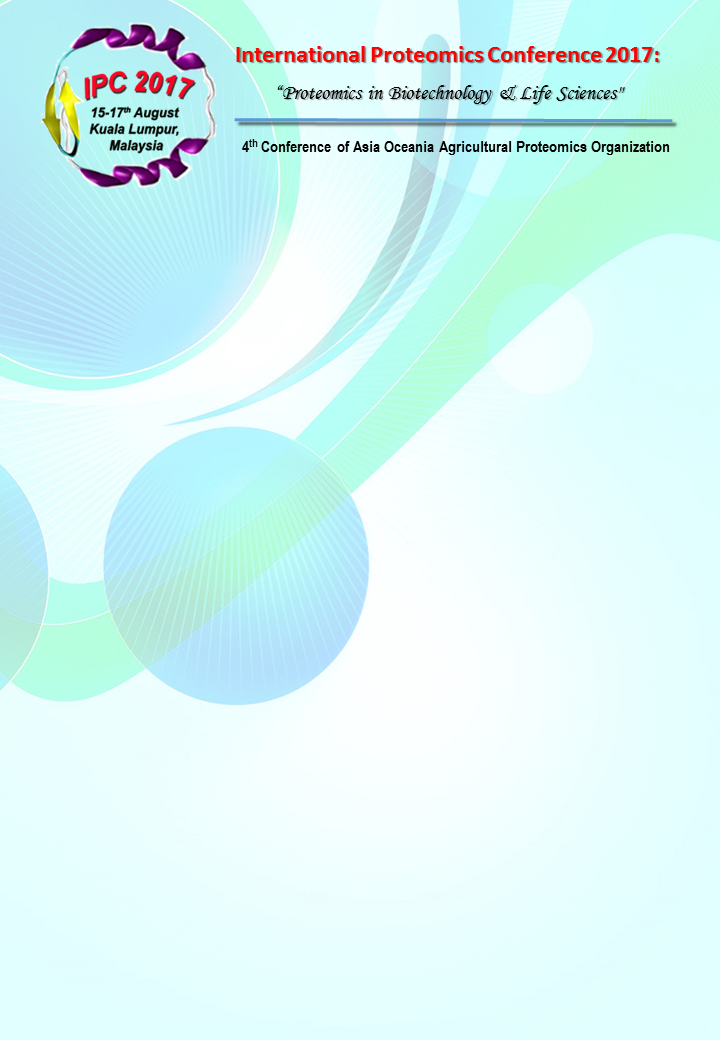 IPC 2017
15-17th August
Kuala Lumpur,
Malaysia
International Proteomics Conference 2017:
“Proteomics in Biotechnology & Life Sciences"
4th Conference of Asia Oceania Agricultural Proteomics Organization